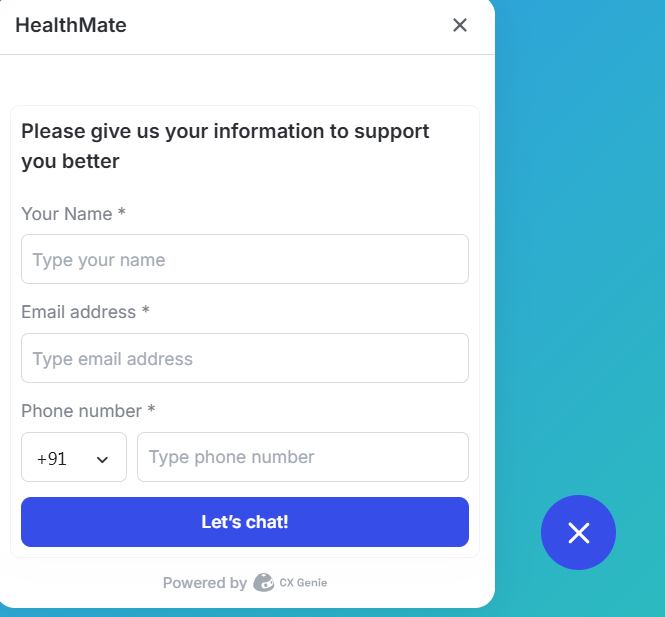 HealthMate
Please give us your information to support
you better
Your Name *
Type your name
Email address *
Type email address
Phone number *
+91
Type phone number
Let's chat!
Powered by CX Genie